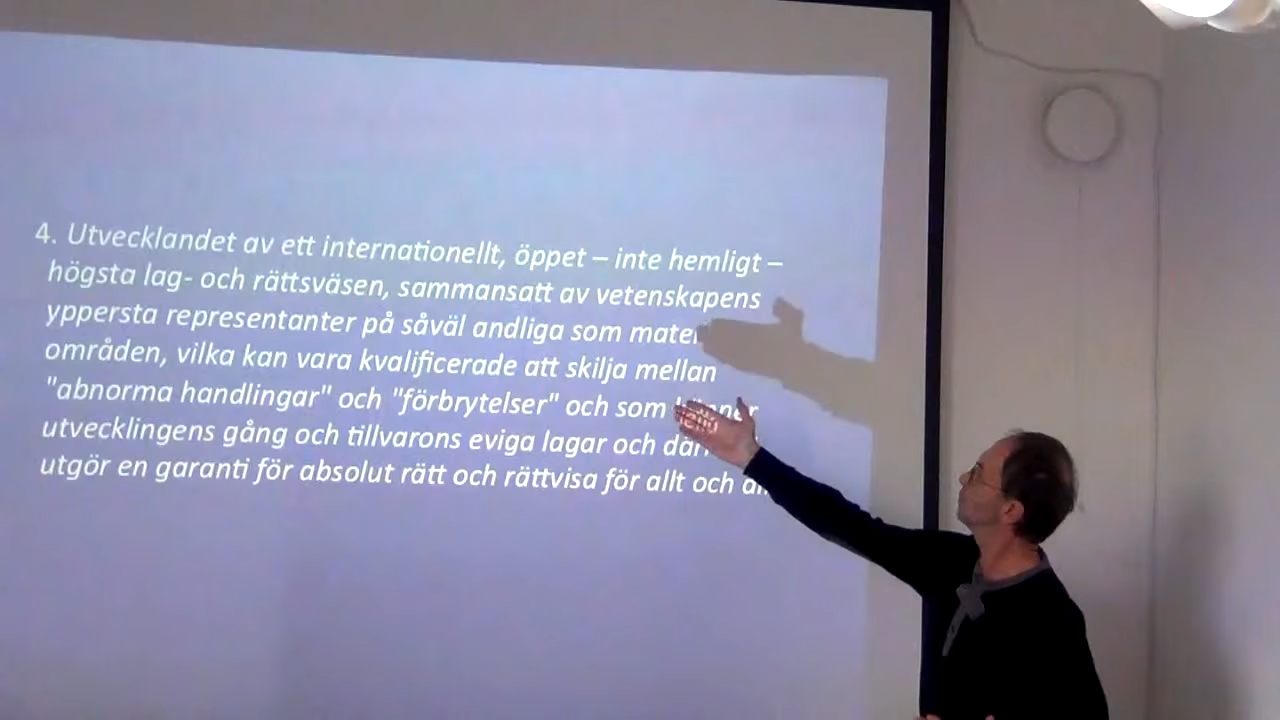 4. Utvecklandet av ett internationellt, öppet – inte hemligt –
högsta lag- och rättsväsen, sammansatt av vetenskapens
yppersta representanter på såväl andliga som
områden, vilka kan vara kvalificerade att skilja mellan
"abnorma handlingar" och "förbrytelser" och som känner
utvecklingens gång och tillvarons eviga lagar och
utgör en garanti för absolut rätt och rättvisa för allt och